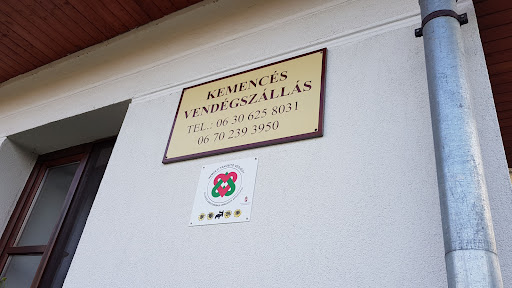 KEMENCÉS
VENDÉGSZÁLLÁS
TEL.: 06 30 625 8031
06 70 239 3950